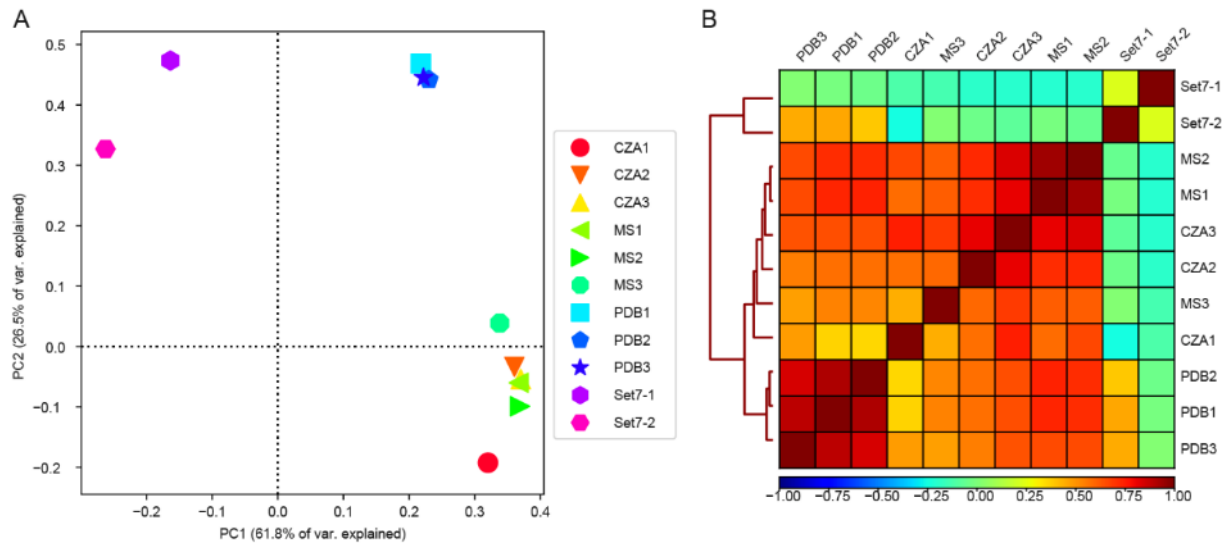 A
PC2 (26.5% of var. explained)
0.5
0.4
0.3
0.2
0.1
0.0
−0.1
−0.2
−0.2
−0.1
0.0
0.1
0.2
0.3
0.4
PC1 (61.8% of var. explained)
CZA1
CZA2
CZA3
MS1
MS2
MS3
PDB1
PDB2
PDB3
Set7-1
Set7-2
B
PDB3 PDB1 PDB2 CZA1 MS3 CZA2 CZA3 MS1 MS2 Set7-1 Set7-2
Set7-1
Set7-2
MS2
MS1
CZA3
CZA2
MS3
CZA1
PDB2
PDB1
PDB3
−1.00 −0.75 −0.50 −0.25 0.00 0.25 0.50 0.75 1.00